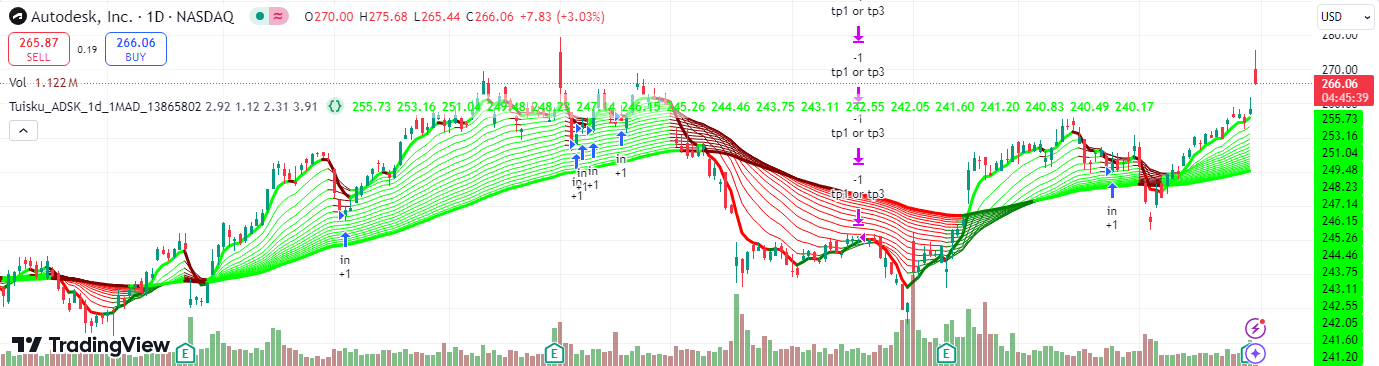 Autodesk, Inc. · 1D · NASDAQ
O270.00 H275.68 L265.44 C266.06 +7.83 (+3.03%)
265.87
SELL
0.19
266.06
BUY
Vol 1.122 M
Tuisku_ADSK_1d_1MAD_13865802 2.92 1.12 2.31 3.91 255.73 253.16 251.04 249.48 248.23 247.14 246.15 245.26 244.46 243.75 243.11 242.55 242.05 241.60 241.20 240.83 240.49 240.17
tp1 or tp3
-1
tp1 or tp3
-1
tp1 or tp3
-1
tp1 or tp3
in
+1
in
in
in
+1
+1
in
+1
in
+1
E
E
E
TradingView
USD
280.00
270.00
266.06
04:45:39
255.73
253.16
251.04
249.48
248.23
247.14
246.15
245.26
244.46
243.75
243.11
242.55
242.05
241.60
241.20